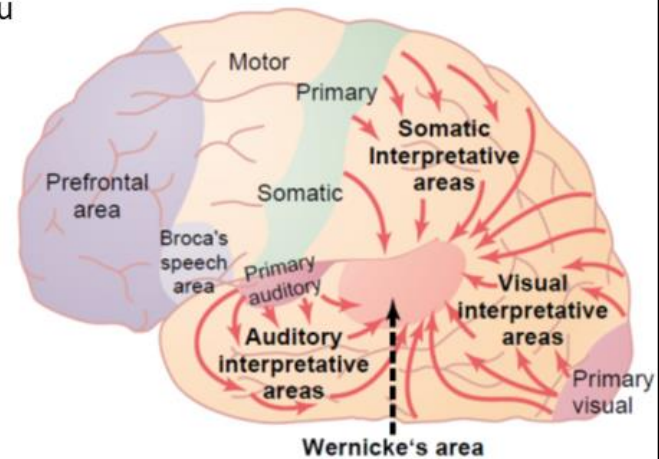 u
Motor
Primary
Somatic
Interpretative
areas
Prefrontal
area
Somatic
Broca's
speech
area
Primary
auditory
Visual
interpretative
areas
Auditory
interpretative
areas
Primary
visual
Wernicke's area